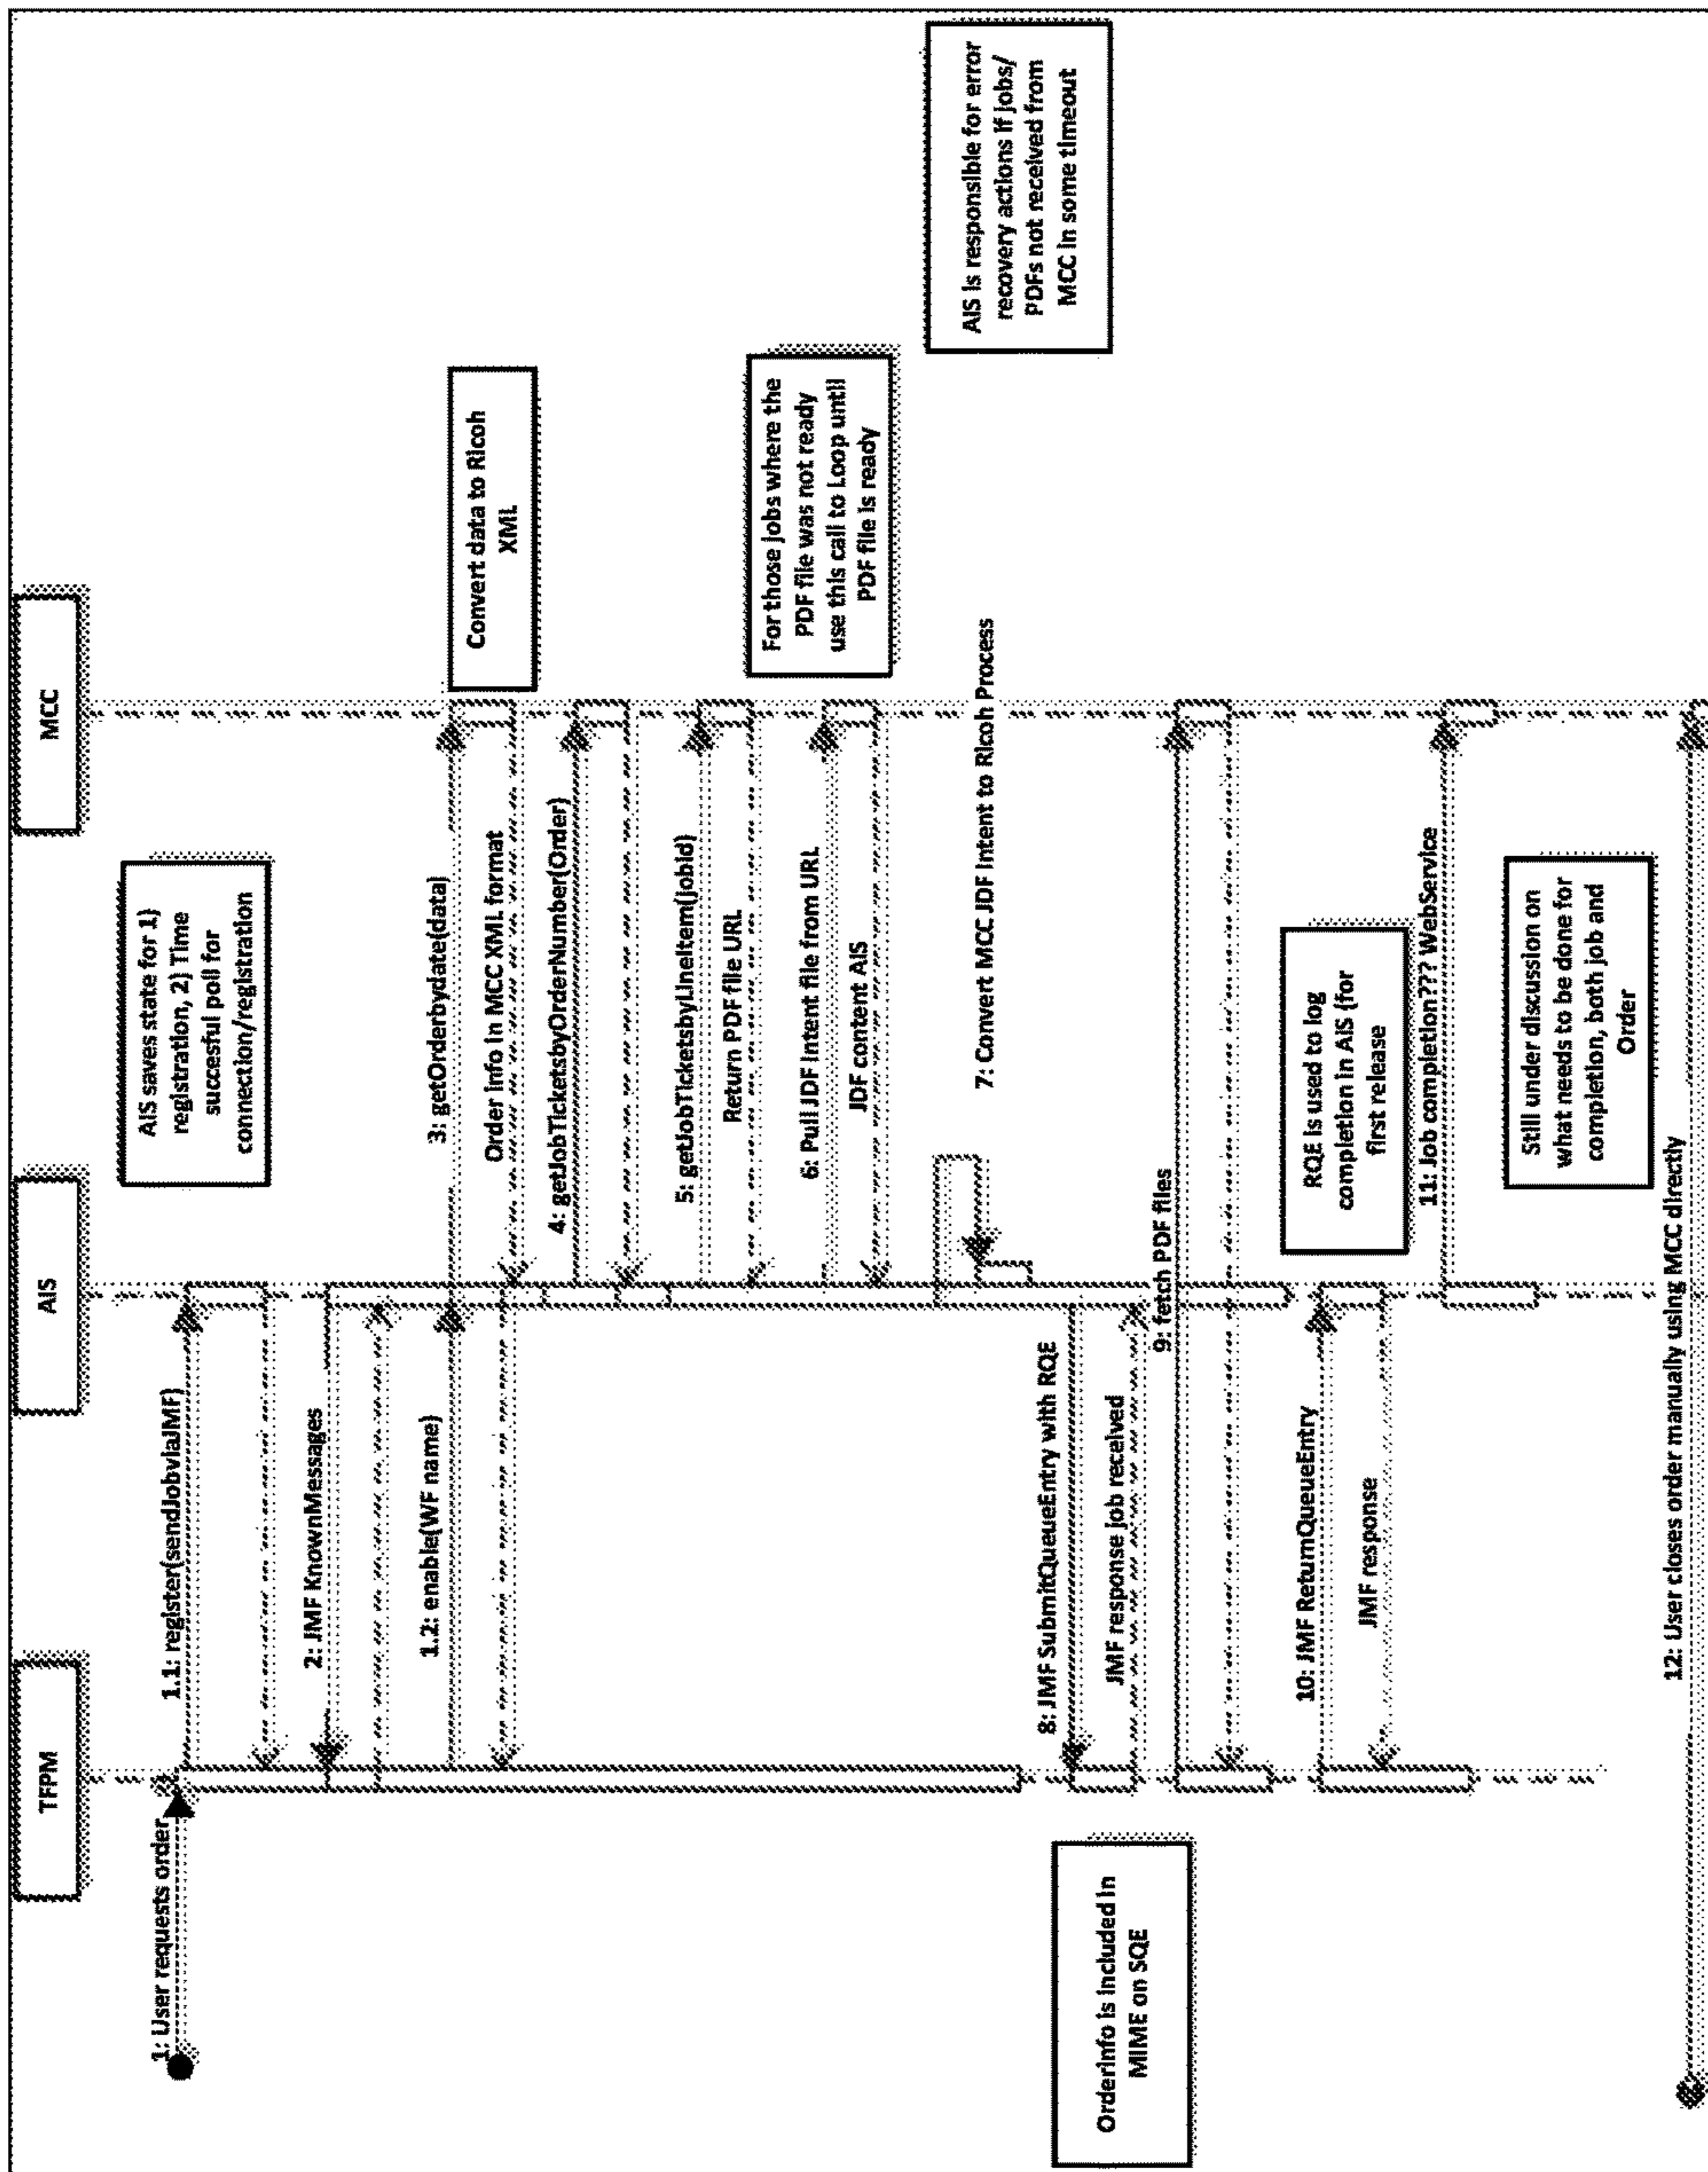 TFPM
AIS
MCC
1: User requests order
1.1: register(sendJobviaJMF)
AIS saves state for 1)
registration, 2) Time
succesful poll for
connection/registration
2: JMF KnownMessages
1.2: enable(WF name)
3: getOrderbydate(data)
Convert data to Ricoh
XML
Order info in MCC XML format
4: getJobTicketsbyOrderNumber(Order)
5: getJobTicketsbyLineItem(jobId)
Return PDF file URL
For those jobs where the
PDF file was not ready
use this call to Loop until
PDF file is ready
6: Pull JDF Intent file from URL
JDF content AIS
AIS is responsible for error
recovery actions if jobs/
PDFs not received from
MCC in some timeout
7: Convert MCC JDF Intent to Ricoh Process
8: JMF SubmitQueueEntry with RQE
JMF response job received
OrderInfo is included in
MIME on SQE
9: fetch PDF files
10: JMF ReturnQueueEntry
JMF response
RQE is used to log
completion in AIS (for
first release
11: Job completion??? WebService
Still under discussion on
what needs to be done for
completion, both job and
Order
12: User closes order manually using MCC directly